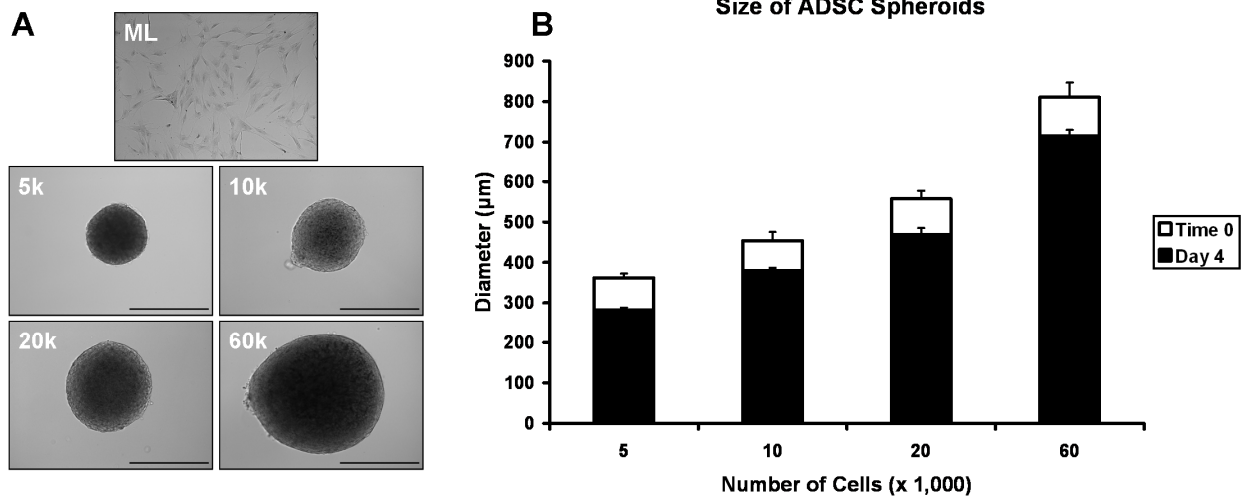 A
ML
5k
10k
20k
60k
B
Size of ADSC Spheroids
Diameter (µm)
900
800
700
600
500
400
300
200
100
0
5
10
20
60
Number of Cells (x 1,000)
Time 0
Day 4